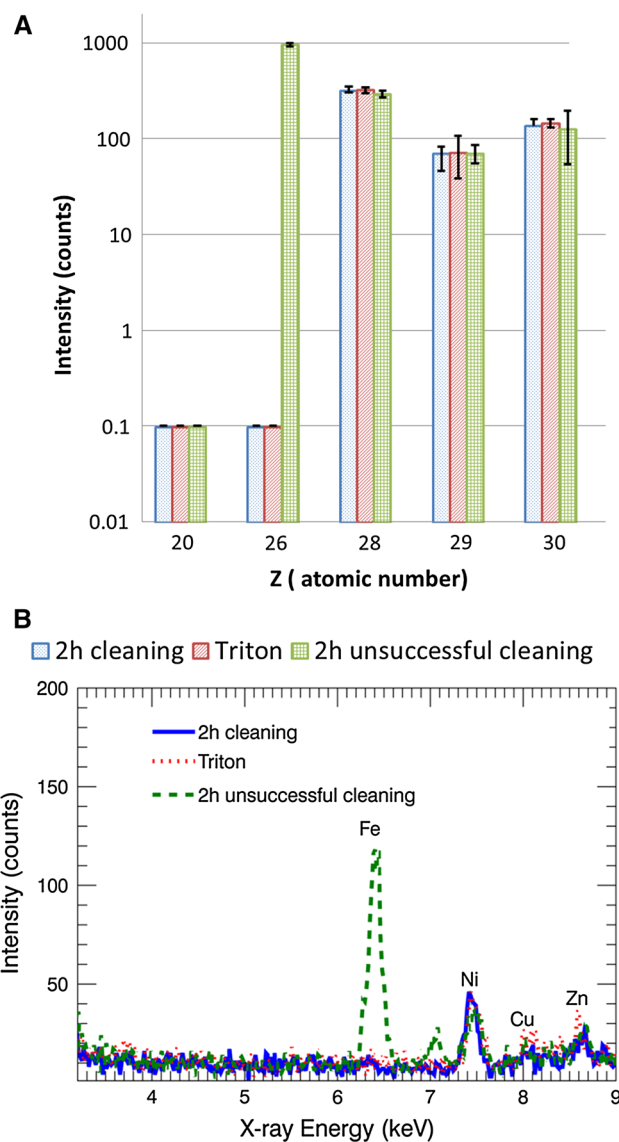 A
1000
100
10
1
0.1
0.01
Intensity (counts)
20 26 28 29 30
Z ( atomic number)
B
2h cleaning Triton 2h unsuccessful cleaning
200
150
100
50
Intensity (counts)
2h cleaning
Triton
2h unsuccessful cleaning
Fe
Ni
Cu
Zn
4 5 6 7 8 9
X-ray Energy (keV)